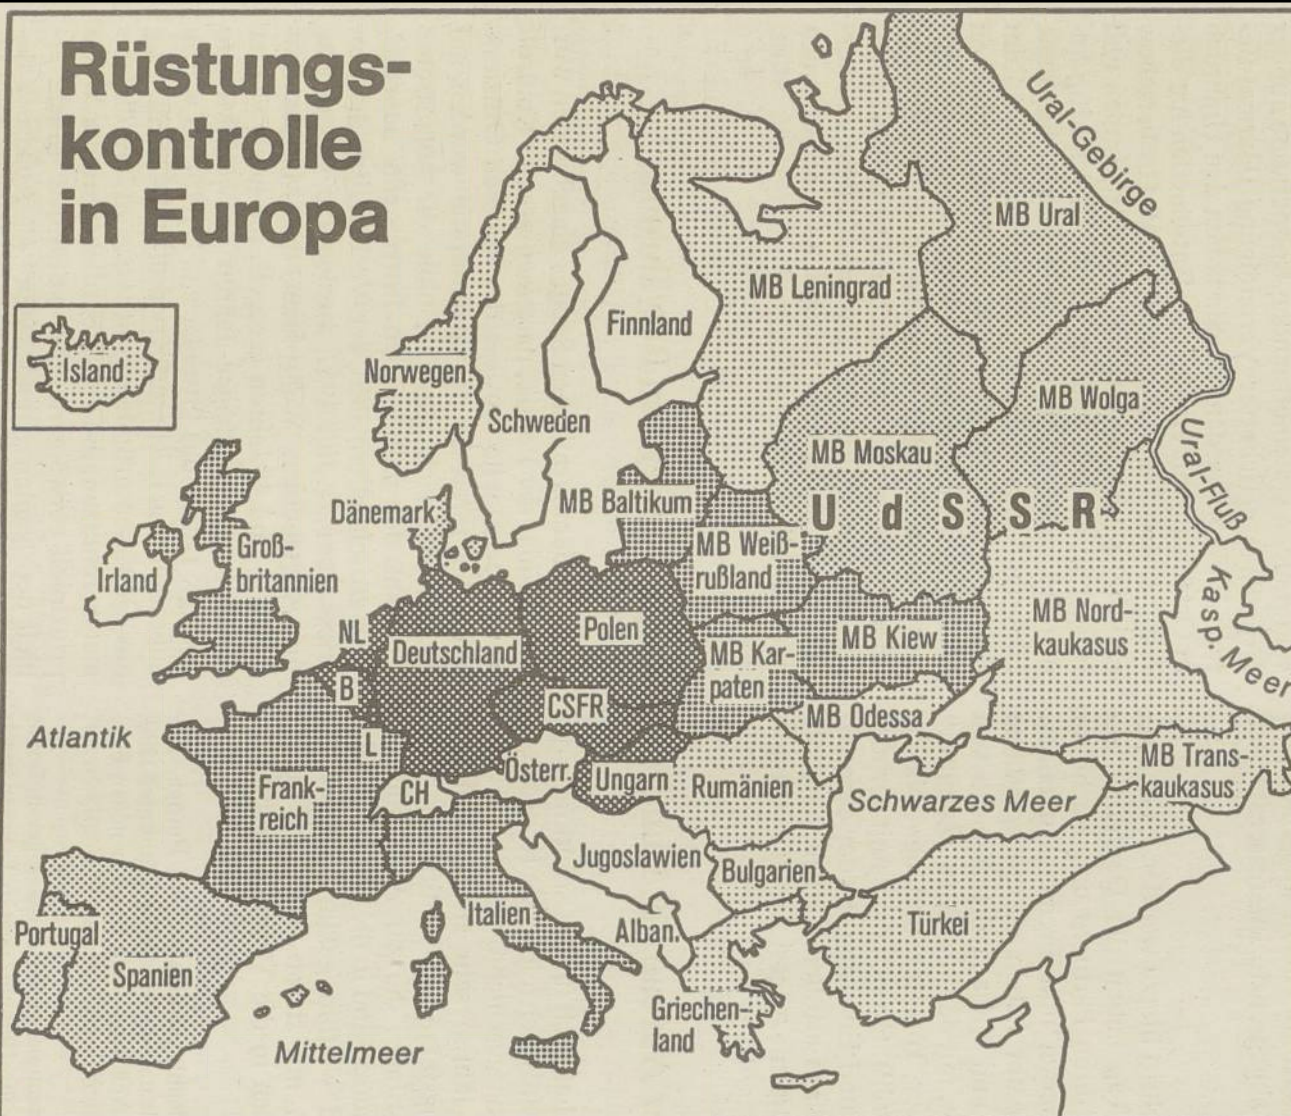 Rüstungs-
kontrolle
in Europa
Ural-Gebirge
MB Ural
MB Leningrad
Finnland
Island
Norwegen
MB Wolga
Schweden
MB Moskau
Ural-Fluß
MB Baltikum
Dänemark
U d S S R
MB Weiß-
rußland
Groß-
britannien
Irland
Kasp. Meer
MB Nord-
kaukasus
NL
Deutschland
Polen
MB Kiew
MB Kar-
paten
B
CSFR
MB Odessa
Atlantik
L
MB Trans-
kaukasus
Österr.
Ungarn
Rumänien
CH
Frank-
reich
Schwarzes Meer
Jugoslawien
Bulgarien
Italien
Alban.
Türkei
Portugal
Spanien
Griechen-
land
Mittelmeer